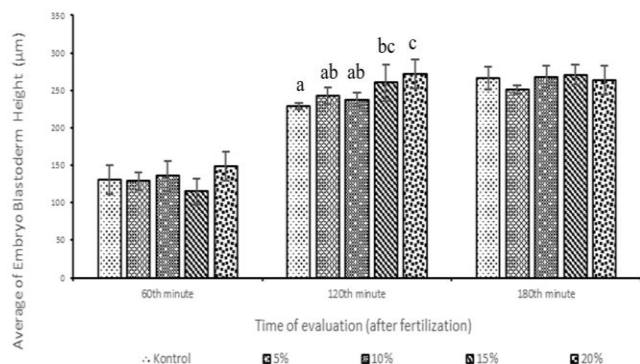 Average of Embryo Blastoderm Height (µm)
350
300
250
200
150
100
50
0
a
ab
ab
bc
c
60th minute
120th minute
180th minute
Time of evaluation (after fertilization)
Kontrol
5%
10%
15%
20%